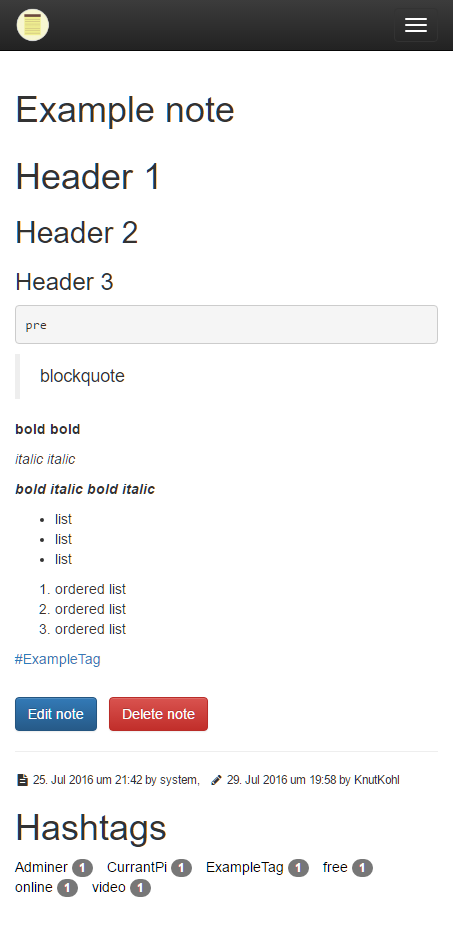 Example note
Header 1
Header 2
Header 3
pre
blockquote
bold bold
italic italic
bold italic bold italic
• list
• list
• list
1. ordered list
2. ordered list
3. ordered list
#ExampleTag
Edit note Delete note
25. Jul 2016 um 21:42 by system, 29. Jul 2016 um 19:58 by KnutKohl
Hashtags
Adminer 1 CurrantPi 1 ExampleTag 1 free 1
online 1 video 1